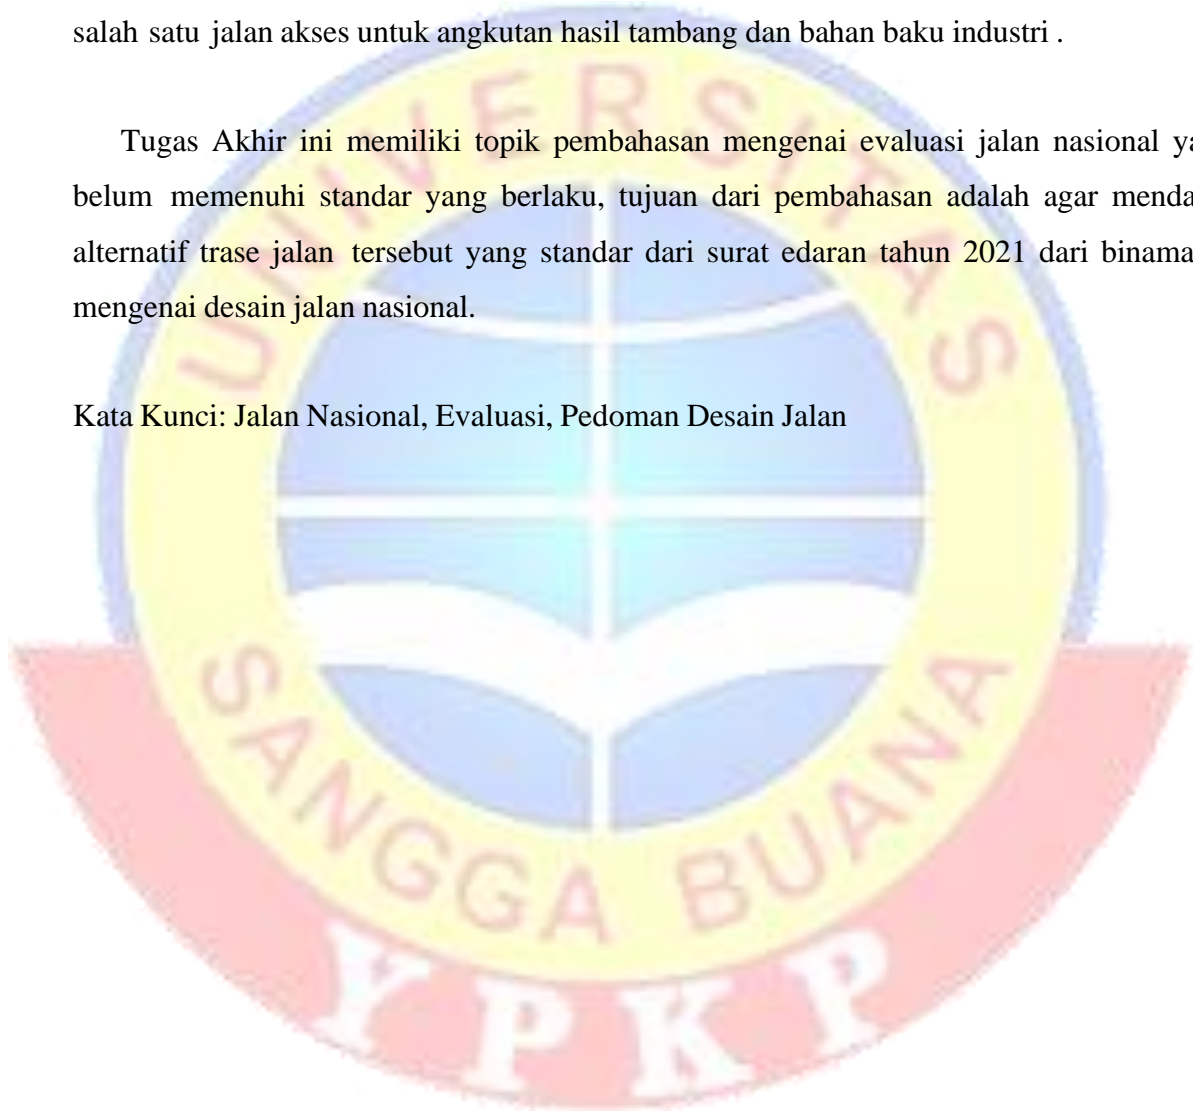 salah satu jalan akses untuk angkutan hasil tambang dan bahan baku industri .
Tugas Akhir ini memiliki topik pembahasan mengenai evaluasi jalan nasional ya
belum memenuhi standar yang berlaku, tujuan dari pembahasan adalah agar menda
alternatif trase jalan tersebut yang standar dari surat edaran tahun 2021 dari binama
mengenai desain jalan nasional.
Kata Kunci: Jalan Nasional, Evaluasi, Pedoman Desain Jalan
UNIVERSITAS
SANGGA BUANA
YPKP